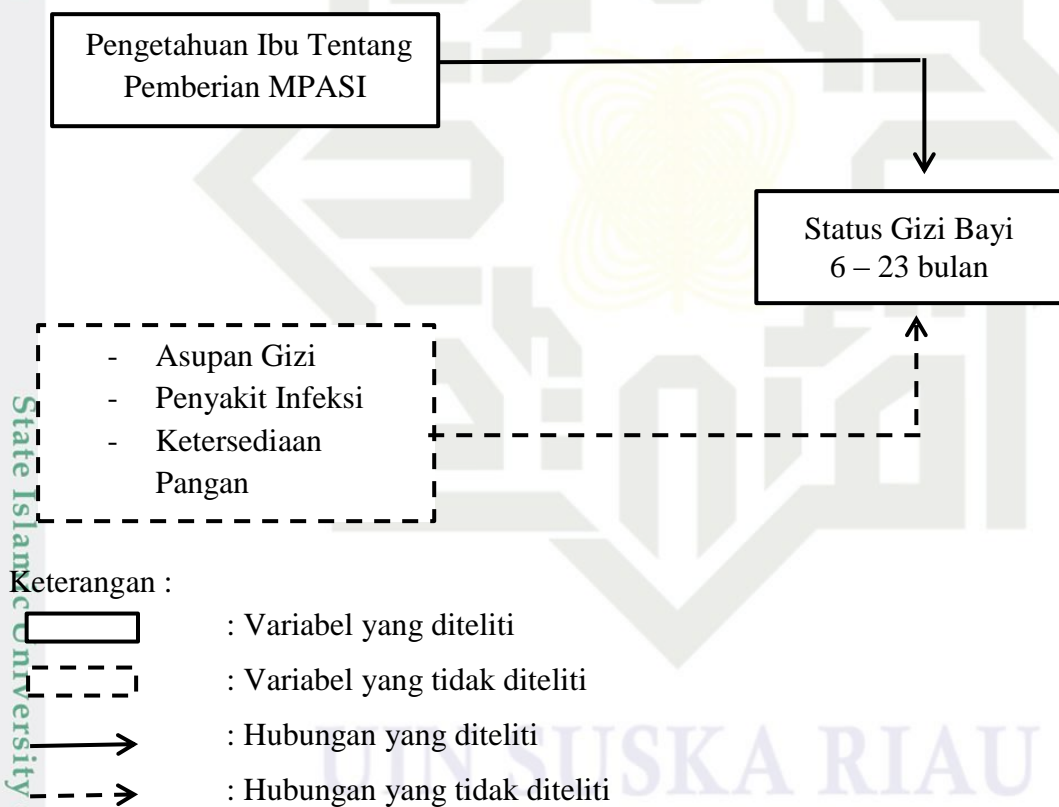 Pengetahuan Ibu Tentang
Pemberian MPASI
Status Gizi Bayi
6 – 23 bulan
- Asupan Gizi
- Penyakit Infeksi
- Ketersediaan
Pangan
Keterangan :
: Variabel yang diteliti
: Variabel yang tidak diteliti
: Hubungan yang diteliti
: Hubungan yang tidak diteliti
State Islamic University
UIN SUSKA RIAU